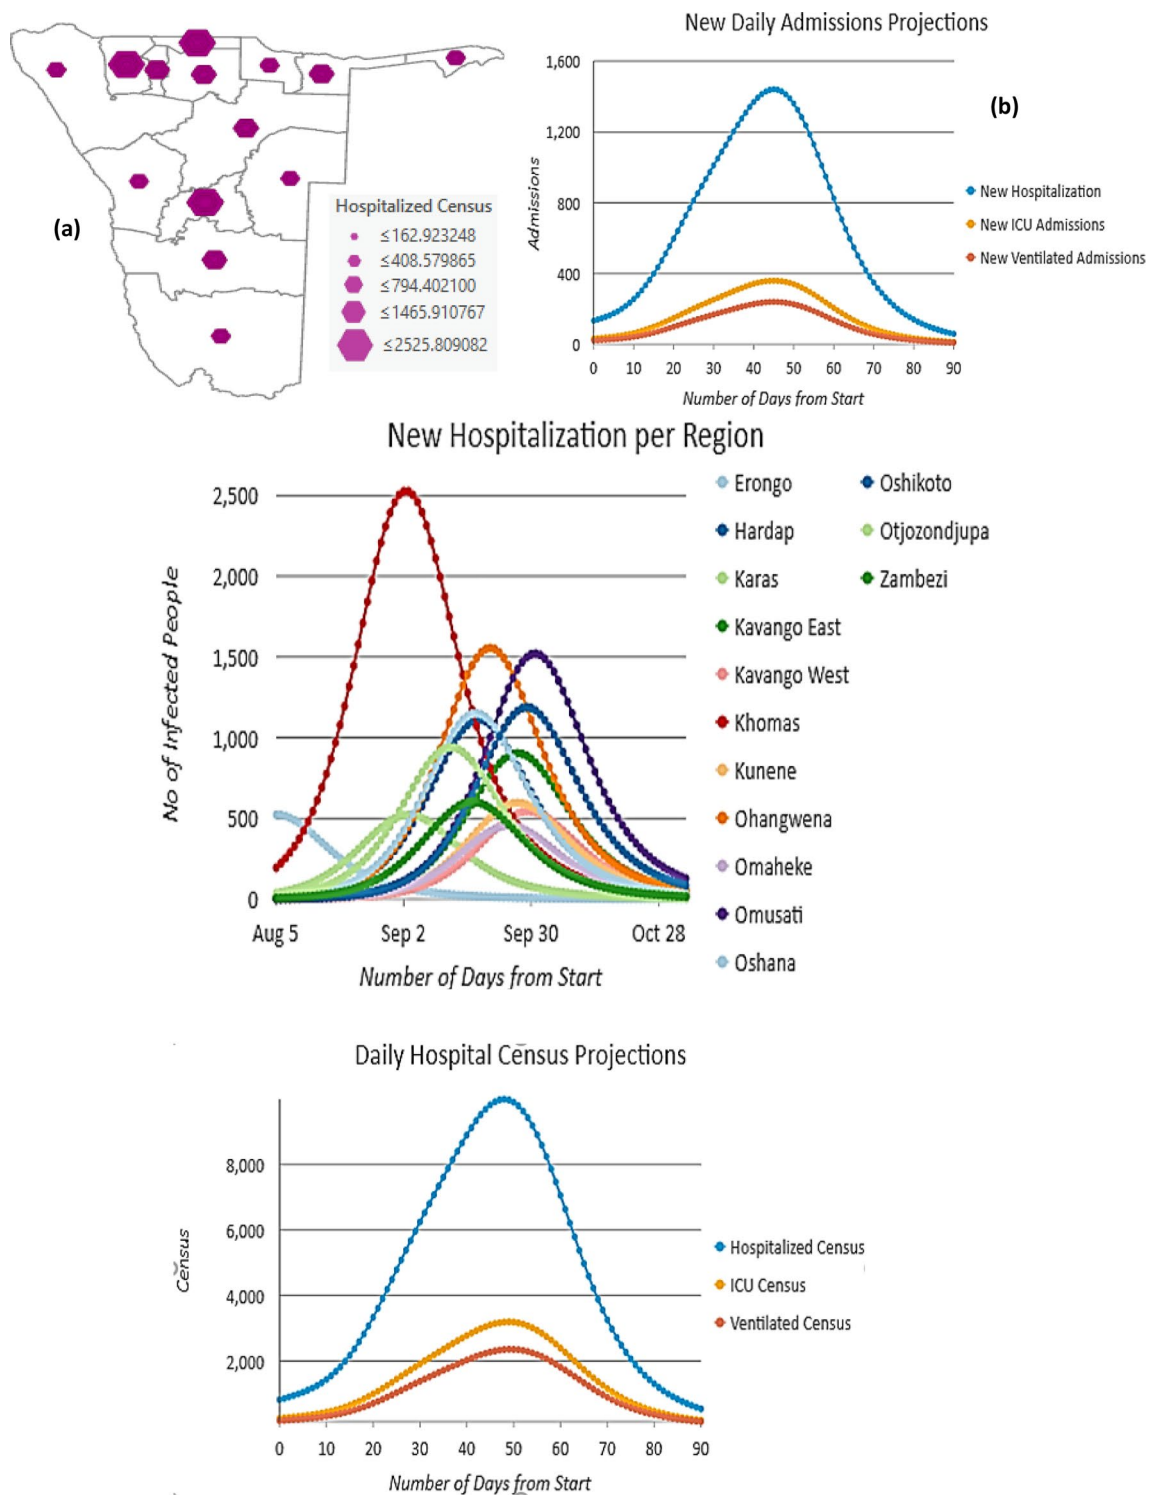 (a)
Hospitalized Census
≤162.923248
≤408.579865
≤794.402100
≤1465.910767
≤2525.809082
New Daily Admissions Projections
(b)
1,600
1,200
800
400
0
Admissions
0 10 20 30 40 50 60 70 80 90
Number of Days from Start
New Hospitalization
New ICU Admissions
New Ventilated Admissions
New Hospitalization per Region
2,500
2,000
1,500
1,000
500
0
No of Infected People
Aug 5 Sep 2 Sep 30 Oct 28
Number of Days from Start
Erongo
Hardap
Karas
Kavango East
Kavango West
Khomas
Kunene
Ohangwena
Omaheke
Omusati
Oshana
Oshikoto
Otjozondjupa
Zambezi
Daily Hospital Census Projections
8,000
6,000
4,000
2,000
Census
0 10 20 30 40 50 60 70 80 90
Number of Days from Start
Hospitalized Census
ICU Census
Ventilated Census